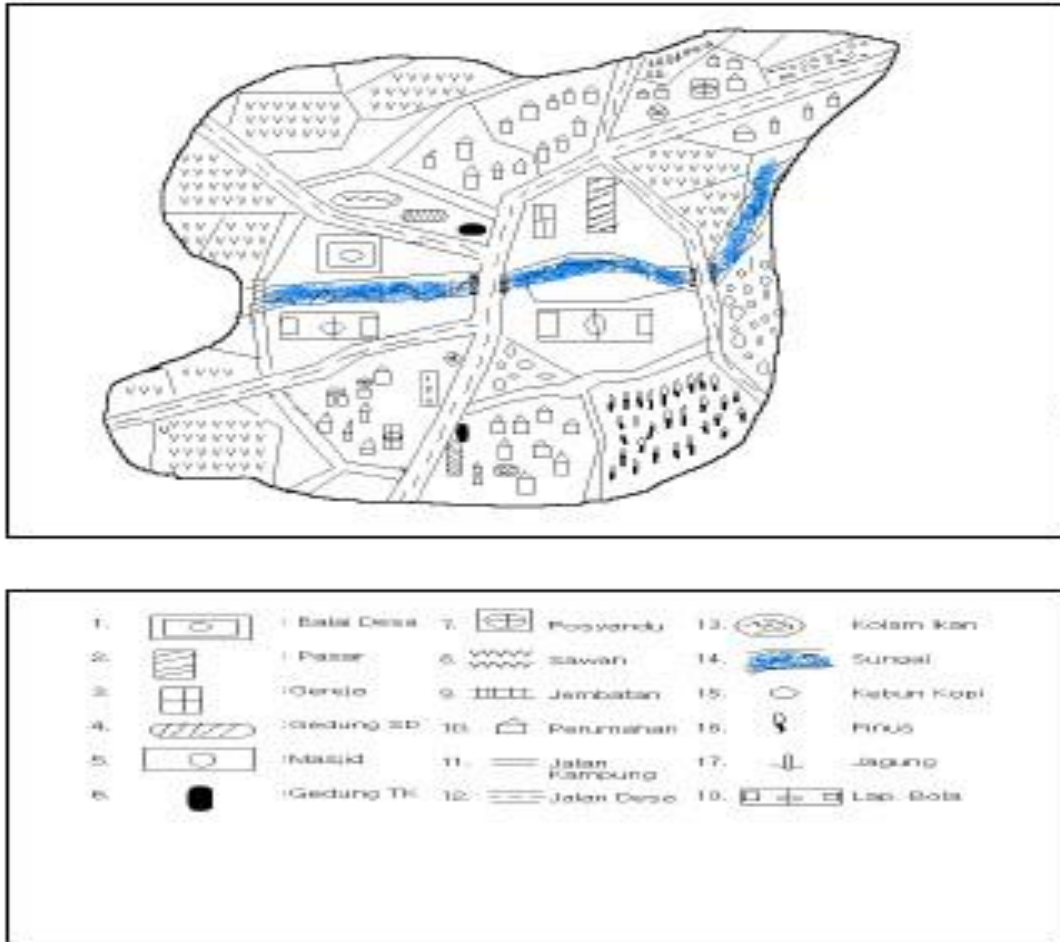 1. : Balai Desa 7. Posyandu 13. Kolam Ikan
2. : Pasar 8. Sawah 14. Sungai
3. : Gereja 9. Jembatan 15. Kebun Kopi
4. : Gedung SD 10. Perumahan 16. Pinus
5. : Masjid 11. Jalan Kampung 17. Jagung
6. : Gedung TK 12. Jalan Desa 18. Lap. Bola